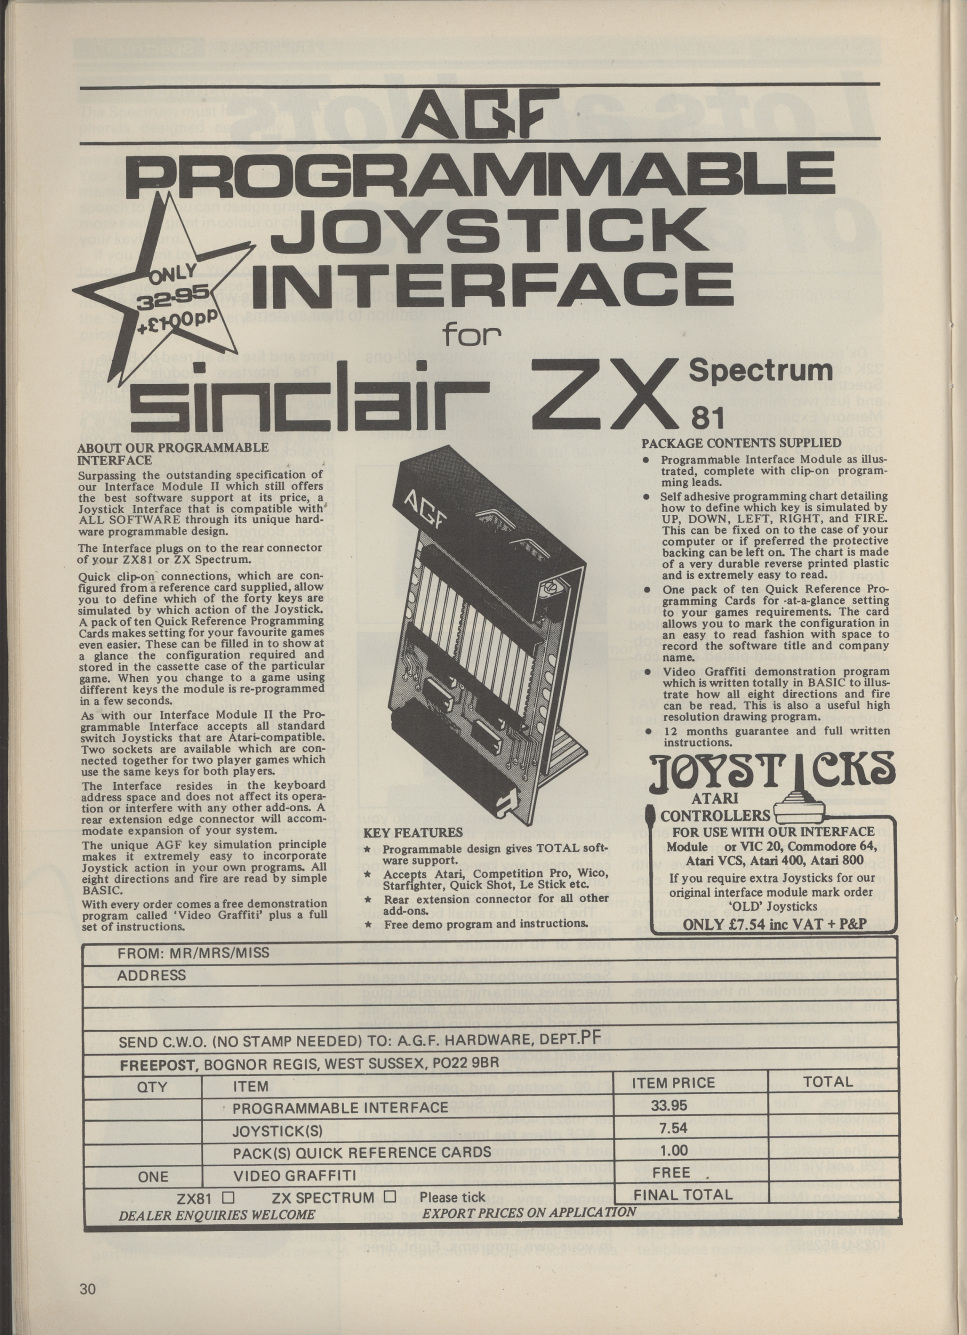 AGF
PROGRAMMABLE
JOYSTICK
INTERFACE
for
sinclair ZX Spectrum
81
ONLY
32·95
+£1·00pp
ABOUT OUR PROGRAMMABLE
INTERFACE
Surpassing the outstanding specification of
our Interface Module II which still offers
the best software support at its price, a
Joystick Interface that is compatible with
ALL SOFTWARE through its unique hard-
ware programmable design.
The Interface plugs on to the rear connector
of your ZX81 or ZX Spectrum.
Quick clip-on connections, which are con-
figured from a reference card supplied, allow
you to define which of the forty keys are
simulated by which action of the Joystick.
A pack of ten Quick Reference Programming
Cards makes setting for your favourite games
even easier. These can be filled in to show at
a glance the configuration required and
stored in the cassette case of the particular
game. When you change to a game using
different keys the module is re-programmed
in a few seconds.
As with our Interface Module II the Pro-
grammable Interface accepts all standard
switch Joysticks that are Atari-compatible.
Two sockets are available which are con-
nected together for two player games which
use the same keys for both players.
The Interface resides in the keyboard
address space and does not affect its opera-
tion or interfere with any other add-ons. A
rear extension edge connector will accom-
modate expansion of your system.
The unique AGF key simulation principle
makes it extremely easy to incorporate
Joystick action in your own programs. All
eight directions and fire are read by simple
BASIC.
With every order comes a free demonstration
program called 'Video Graffiti' plus a full
set of instructions.
AGF
KEY FEATURES
★ Programmable design gives TOTAL soft-
ware support.
★ Accepts Atari, Competition Pro, Wico,
Starfighter, Quick Shot, Le Stick etc.
★ Rear extension connector for all other
add-ons.
★ Free demo program and instructions.
PACKAGE CONTENTS SUPPLIED
● Programmable Interface Module as illus-
trated, complete with clip-on program-
ming leads.
● Self adhesive programming chart detailing
how to define which key is simulated by
UP, DOWN, LEFT, RIGHT, and FIRE.
This can be fixed on to the case of your
computer or if preferred the protective
backing can be left on. The chart is made
of a very durable reverse printed plastic
and is extremely easy to read.
● One pack of ten Quick Reference Pro-
gramming Cards for -at-a-glance setting
to your games requirements. The card
allows you to mark the configuration in
an easy to read fashion with space to
record the software title and company
name.
● Video Graffiti demonstration program
which is written totally in BASIC to illus-
trate how all eight directions and fire
can be read. This is also a useful high
resolution drawing program.
● 12 months guarantee and full written
instructions.
JOYSTICKS
ATARI
CONTROLLERS
FOR USE WITH OUR INTERFACE
Module or VIC 20, Commodore 64,
Atari VCS, Atari 400, Atari 800
If you require extra Joysticks for our
original interface module mark order
'OLD' Joysticks
ONLY £7.54 inc VAT + P&P
FROM: MR/MRS/MISS
ADDRESS
SEND C.W.O. (NO STAMP NEEDED) TO: A.G.F. HARDWARE, DEPT.PF
FREEPOST, BOGNOR REGIS, WEST SUSSEX, PO22 9BR
QTY ITEM ITEM PRICE TOTAL
PROGRAMMABLE INTERFACE 33.95
JOYSTICK(S) 7.54
PACK(S) QUICK REFERENCE CARDS 1.00
ONE VIDEO GRAFFITI FREE
ZX81 □ ZX SPECTRUM □ Please tick FINAL TOTAL
DEALER ENQUIRIES WELCOME EXPORT PRICES ON APPLICATION
30